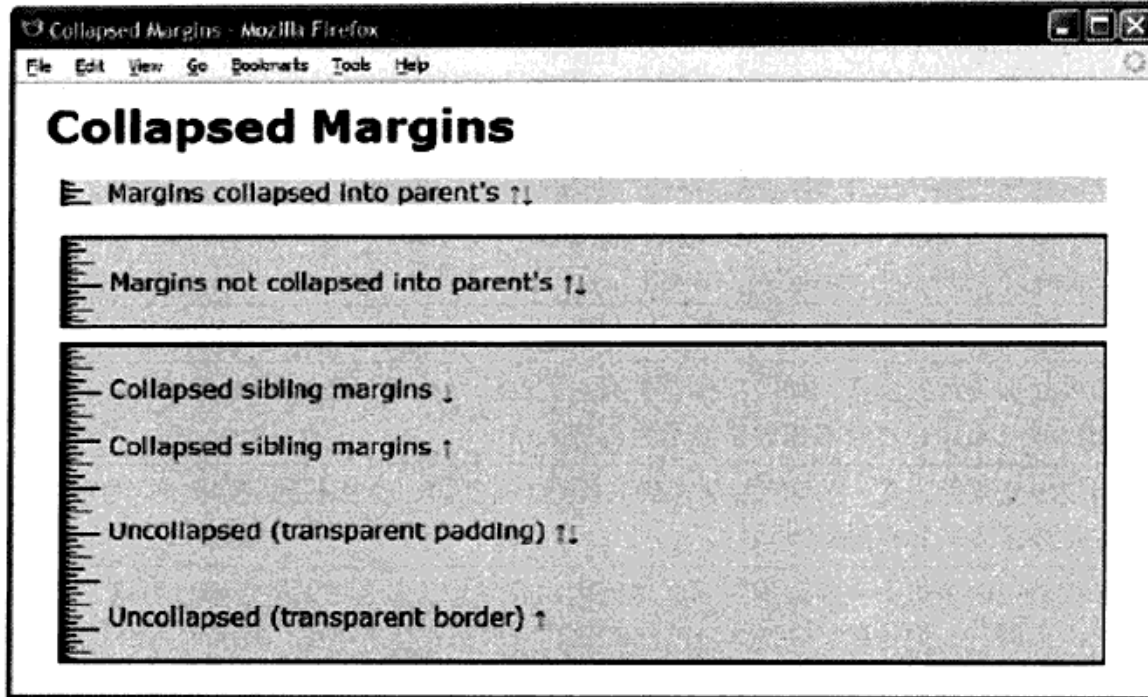 Collapsed Margins - Mozilla Firefox
File Edit View Go Bookmarks Tools Help
Collapsed Margins
Margins collapsed into parent's ↑↓
Margins not collapsed into parent's ↑↓
Collapsed sibling margins ↓
Collapsed sibling margins ↑
Uncollapsed (transparent padding) ↑↓
Uncollapsed (transparent border) ↑